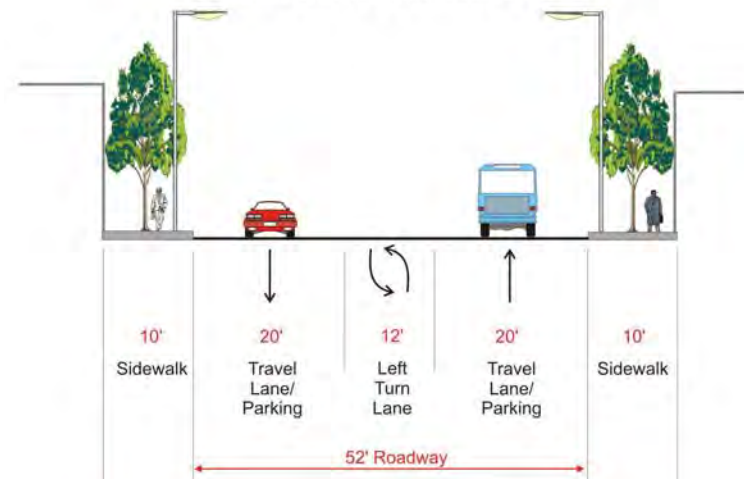 10' 20' 12' 20' 10'
Sidewalk Travel Left Travel Sidewalk
Lane/ Turn Lane/
Parking Lane Parking
52' Roadway